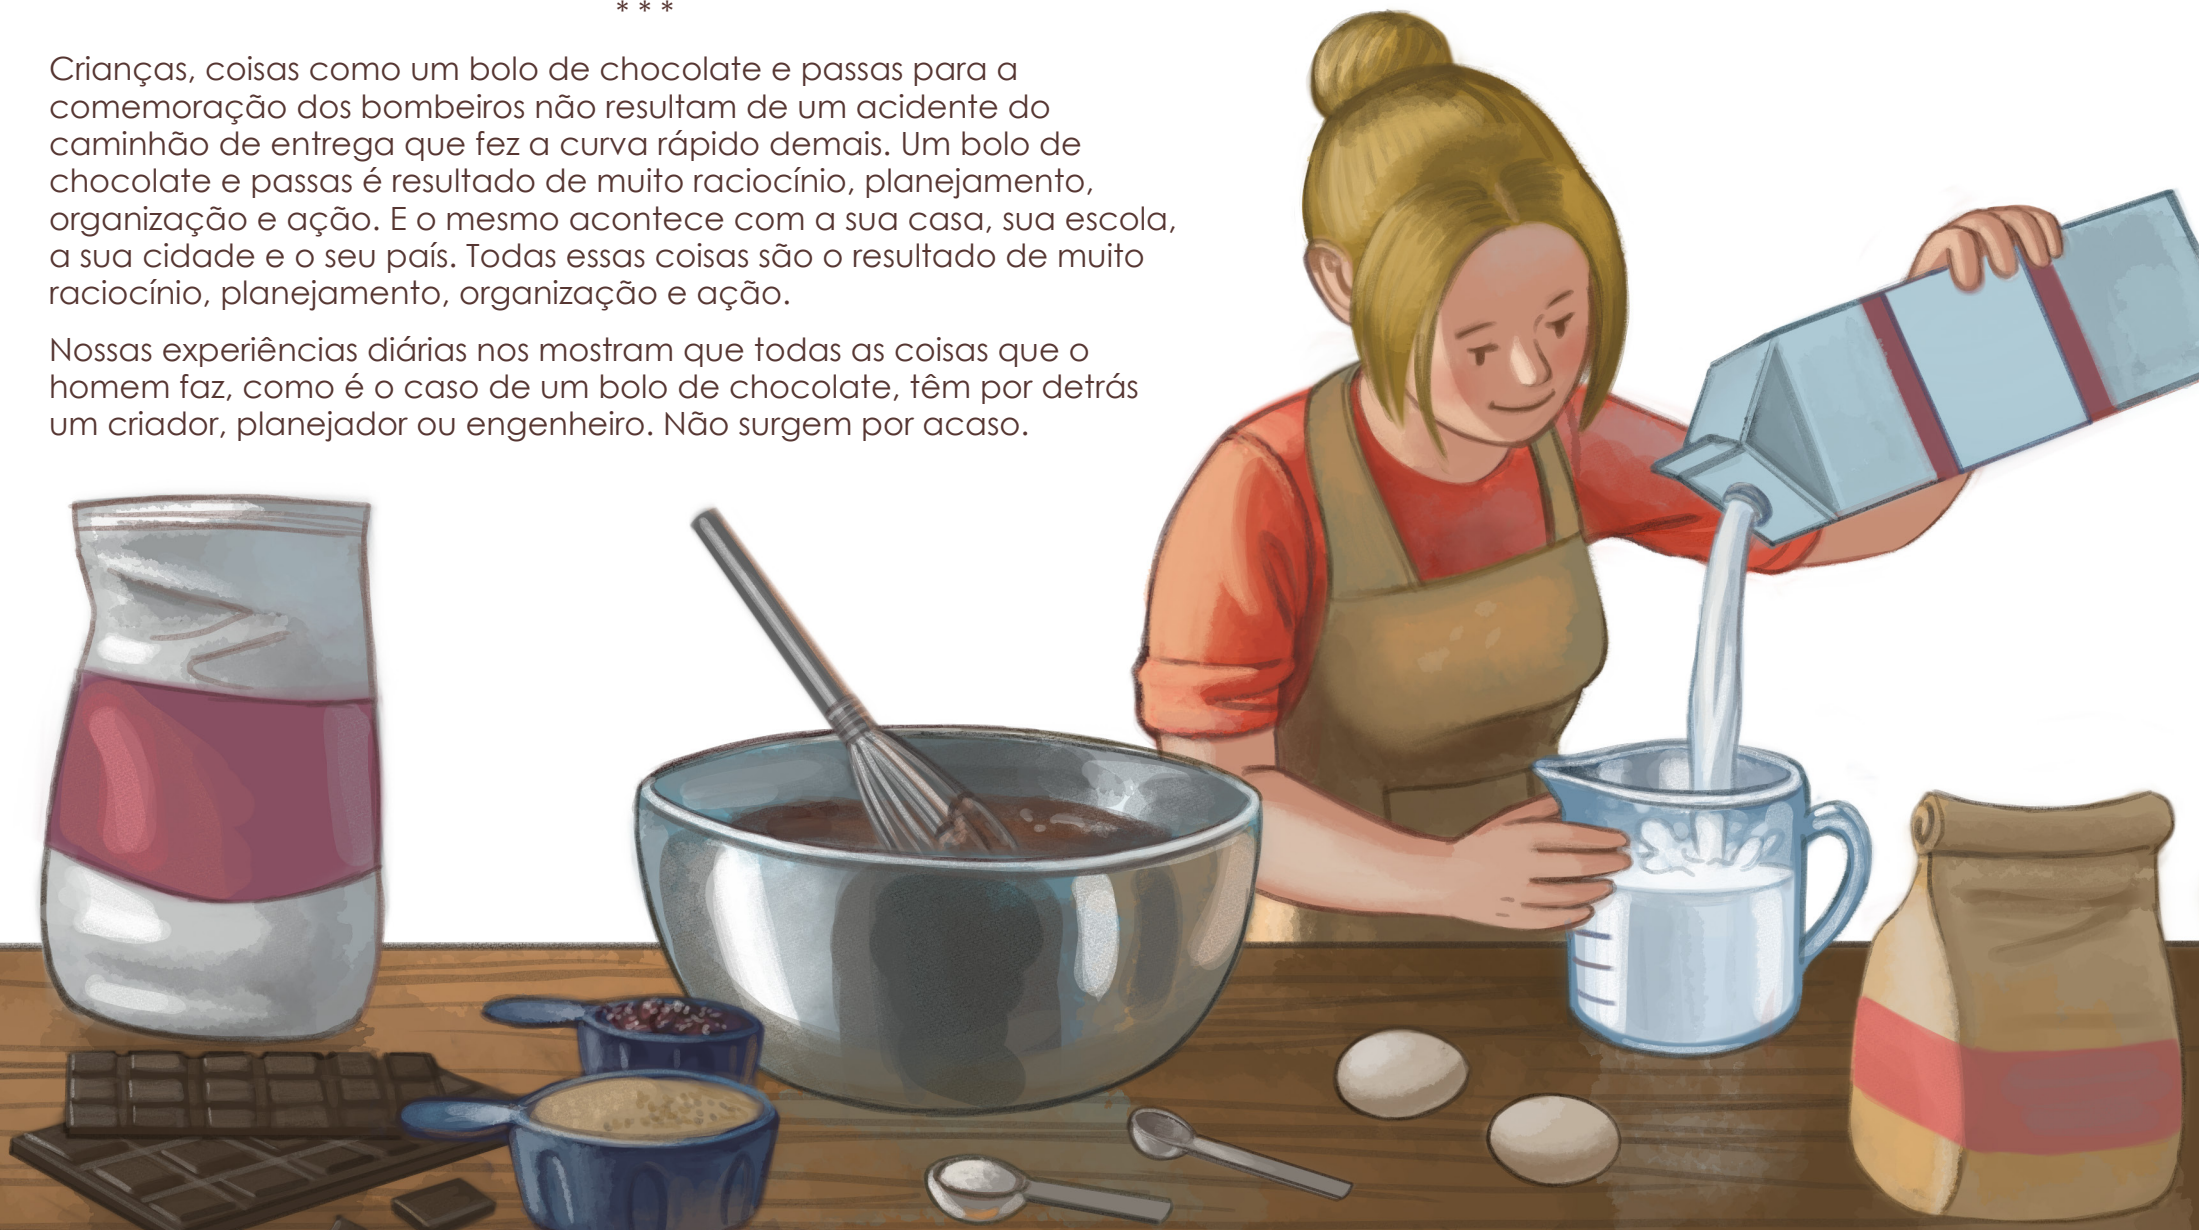 * * *
Crianças, coisas como um bolo de chocolate e passas para a
comemoração dos bombeiros não resultam de um acidente do
caminhão de entrega que fez a curva rápido demais. Um bolo de
chocolate e passas é resultado de muito raciocínio, planejamento,
organização e ação. E o mesmo acontece com a sua casa, sua escola,
a sua cidade e o seu país. Todas essas coisas são o resultado de muito
raciocínio, planejamento, organização e ação.
Nossas experiências diárias nos mostram que todas as coisas que o
homem faz, como é o caso de um bolo de chocolate, têm por detrás
um criador, planejador ou engenheiro. Não surgem por acaso.